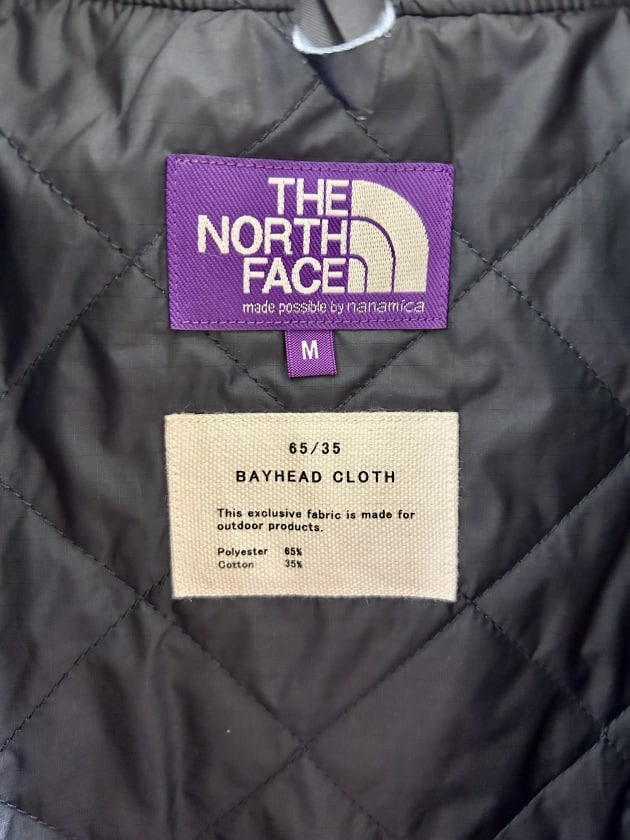 THE
NORTH
FACE
made possible by nanamica
M
65/35
BAYHEAD CLOTH
This exclusive fabric is made for
outdoor products.
Polyester 65%
Cotton 35%